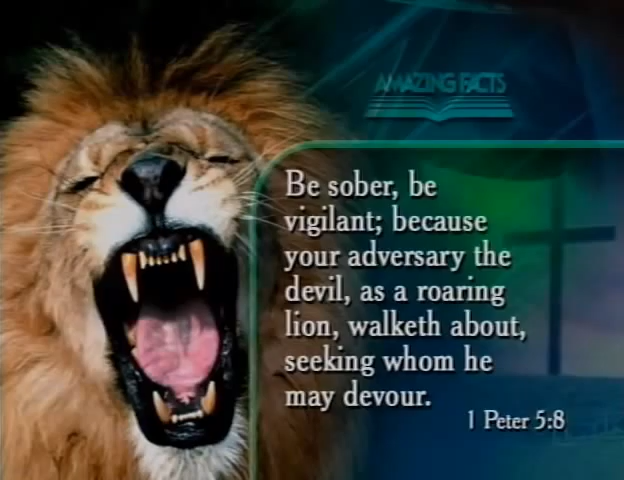 AMAZING FACTS
Be sober, be
vigilant; because
your adversary the
devil, as a roaring
lion, walketh about,
seeking whom he
may devour.
1 Peter 5:8